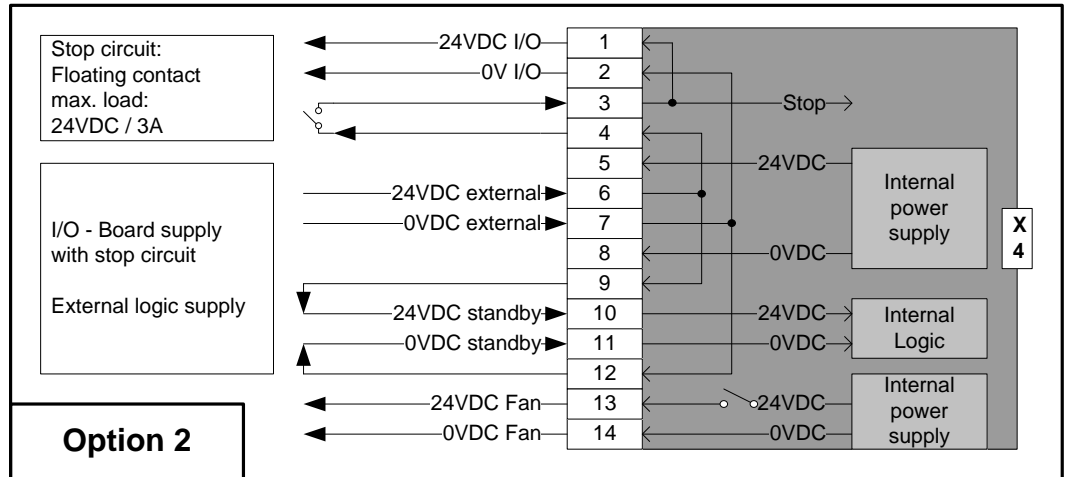 Stop circuit:
Floating contact
max. load:
24VDC / 3A
I/O - Board supply
with stop circuit
External logic supply
Option 2
24VDC I/O
0V I/O
24VDC external
0VDC external
24VDC standby
0VDC standby
24VDC Fan
0VDC Fan
1
2
3
4
5
6
7
8
9
10
11
12
13
14
Stop
24VDC
0VDC
24VDC
0VDC
24VDC
0VDC
Internal
power
supply
Internal
Logic
Internal
power
supply
X
4